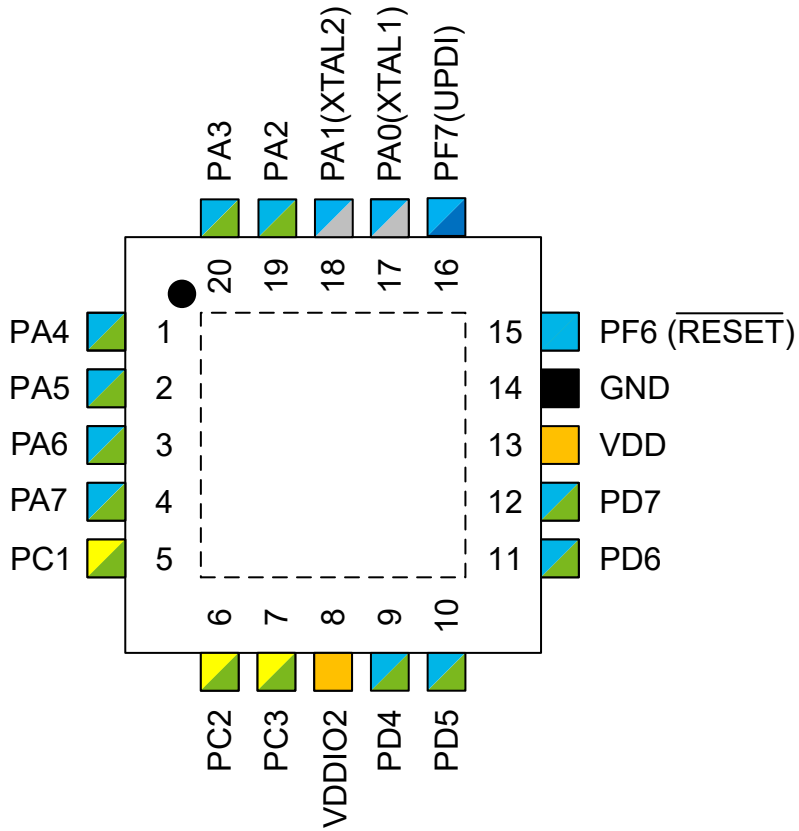 PA3
PA2
PA1(XTAL2)
PA0(XTAL1)
PF7(UPDI)
20
19
18
17
16
PA4
1
15
PF6 (RESET)
PA5
2
14
GND
PA6
3
13
VDD
PA7
4
12
PD7
PC1
5
11
PD6
6
7
8
9
10
PC2
PC3
VDDIO2
PD4
PD5